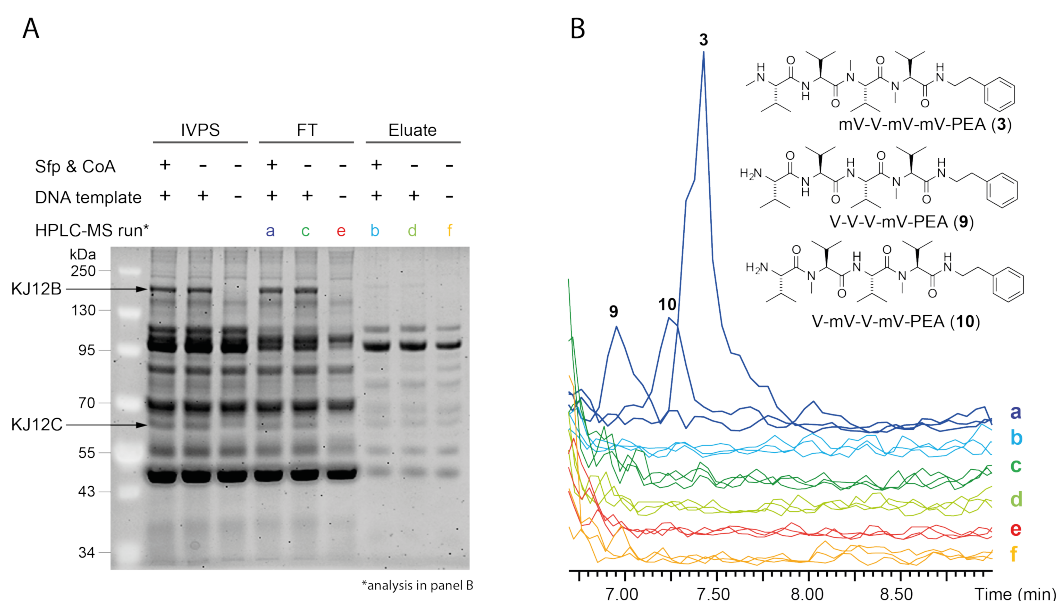 A
IVPS FT Eluate
Sfp & CoA + - - + - - + - -
DNA template + + - + + - + + -
HPLC-MS run* a c e b d f
kDa
250
KJ12B
130
95
70
KJ12C
55
43
34
*analysis in panel B
B
3
9
10
H N O N H O N O N O H N
mV-V-mV-mV-PEA (3)
H2N O N H O H N O N O H N
V-V-V-mV-PEA (9)
H2N O N O H N O N O H N
V-mV-V-mV-PEA (10)
a
b
c
d
e
f
7.00 7.50 8.00 8.50 Time (min)